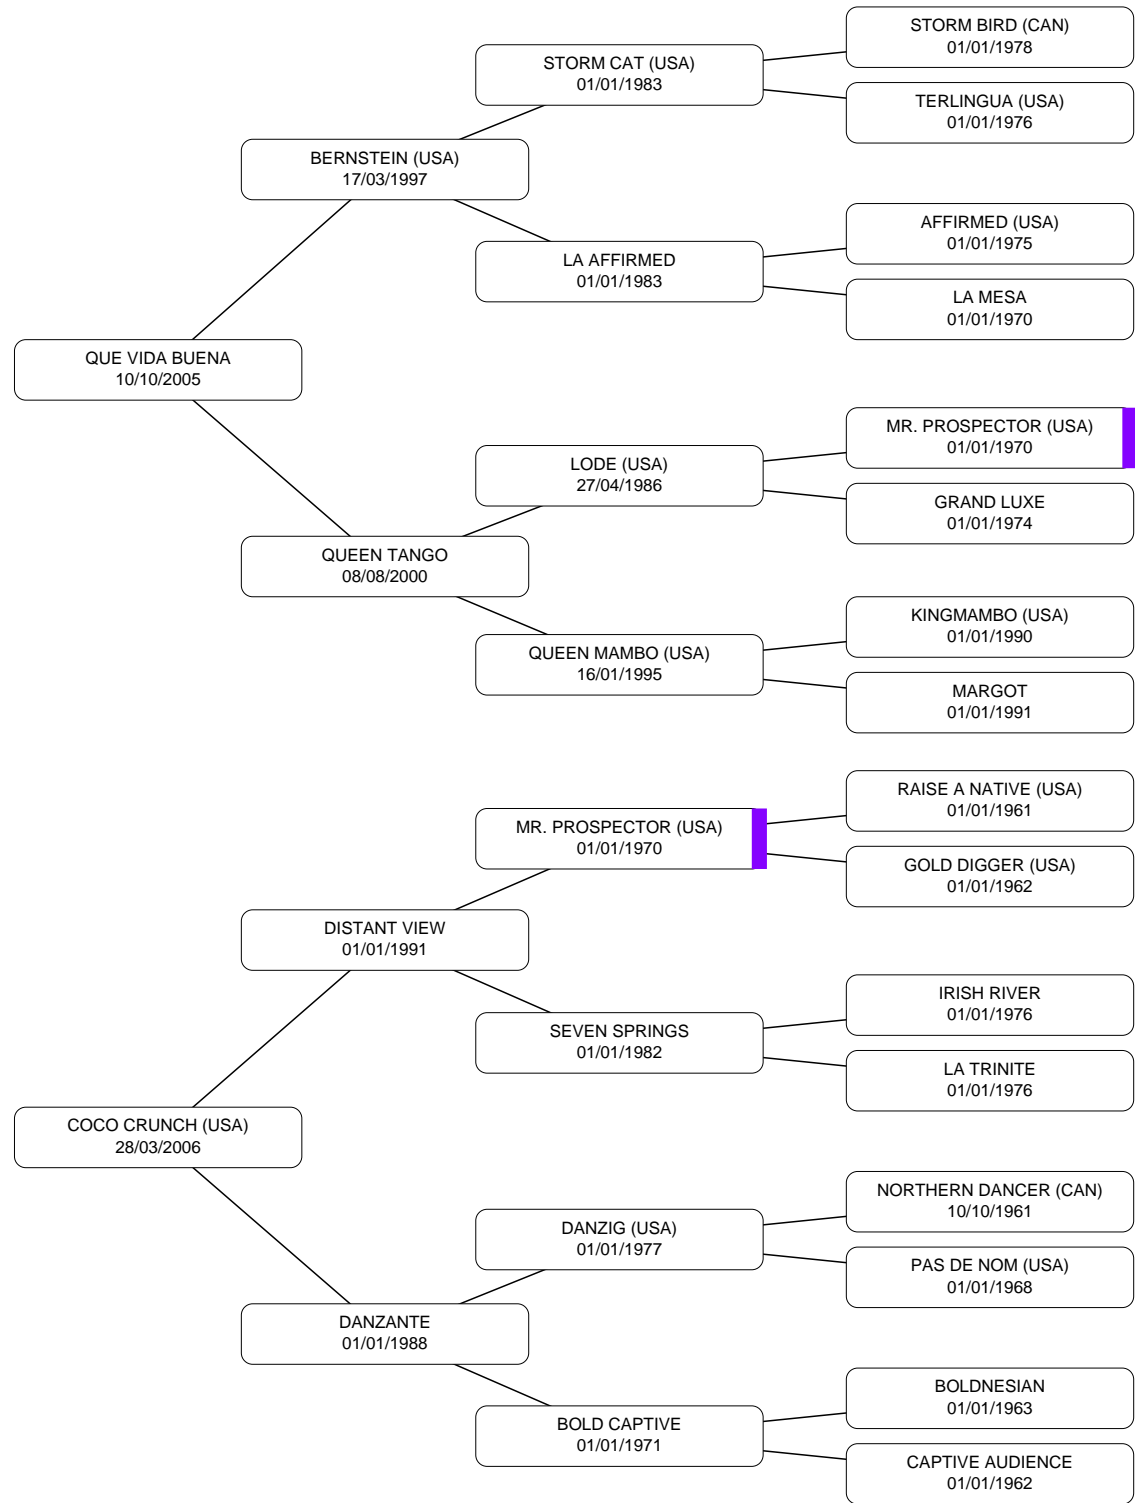 STORM BIRD (CAN)
01/01/1978
STORM CAT (USA)
01/01/1983
TERLINGUA (USA)
01/01/1976
BERNSTEIN (USA)
17/03/1997
AFFIRMED (USA)
01/01/1975
LA AFFIRMED
01/01/1983
LA MESA
01/01/1970
QUE VIDA BUENA
10/10/2005
MR. PROSPECTOR (USA)
01/01/1970
LODE (USA)
27/04/1986
GRAND LUXE
01/01/1974
QUEEN TANGO
08/08/2000
KINGMAMBO (USA)
01/01/1990
QUEEN MAMBO (USA)
16/01/1995
MARGOT
01/01/1991
RAISE A NATIVE (USA)
01/01/1961
MR. PROSPECTOR (USA)
01/01/1970
GOLD DIGGER (USA)
01/01/1962
DISTANT VIEW
01/01/1991
IRISH RIVER
01/01/1976
SEVEN SPRINGS
01/01/1982
LA TRINITE
01/01/1976
COCO CRUNCH (USA)
28/03/2006
NORTHERN DANCER (CAN)
10/10/1961
DANZIG (USA)
01/01/1977
PAS DE NOM (USA)
01/01/1968
DANZANTE
01/01/1988
BOLDNESIAN
01/01/1963
BOLD CAPTIVE
01/01/1971
CAPTIVE AUDIENCE
01/01/1962